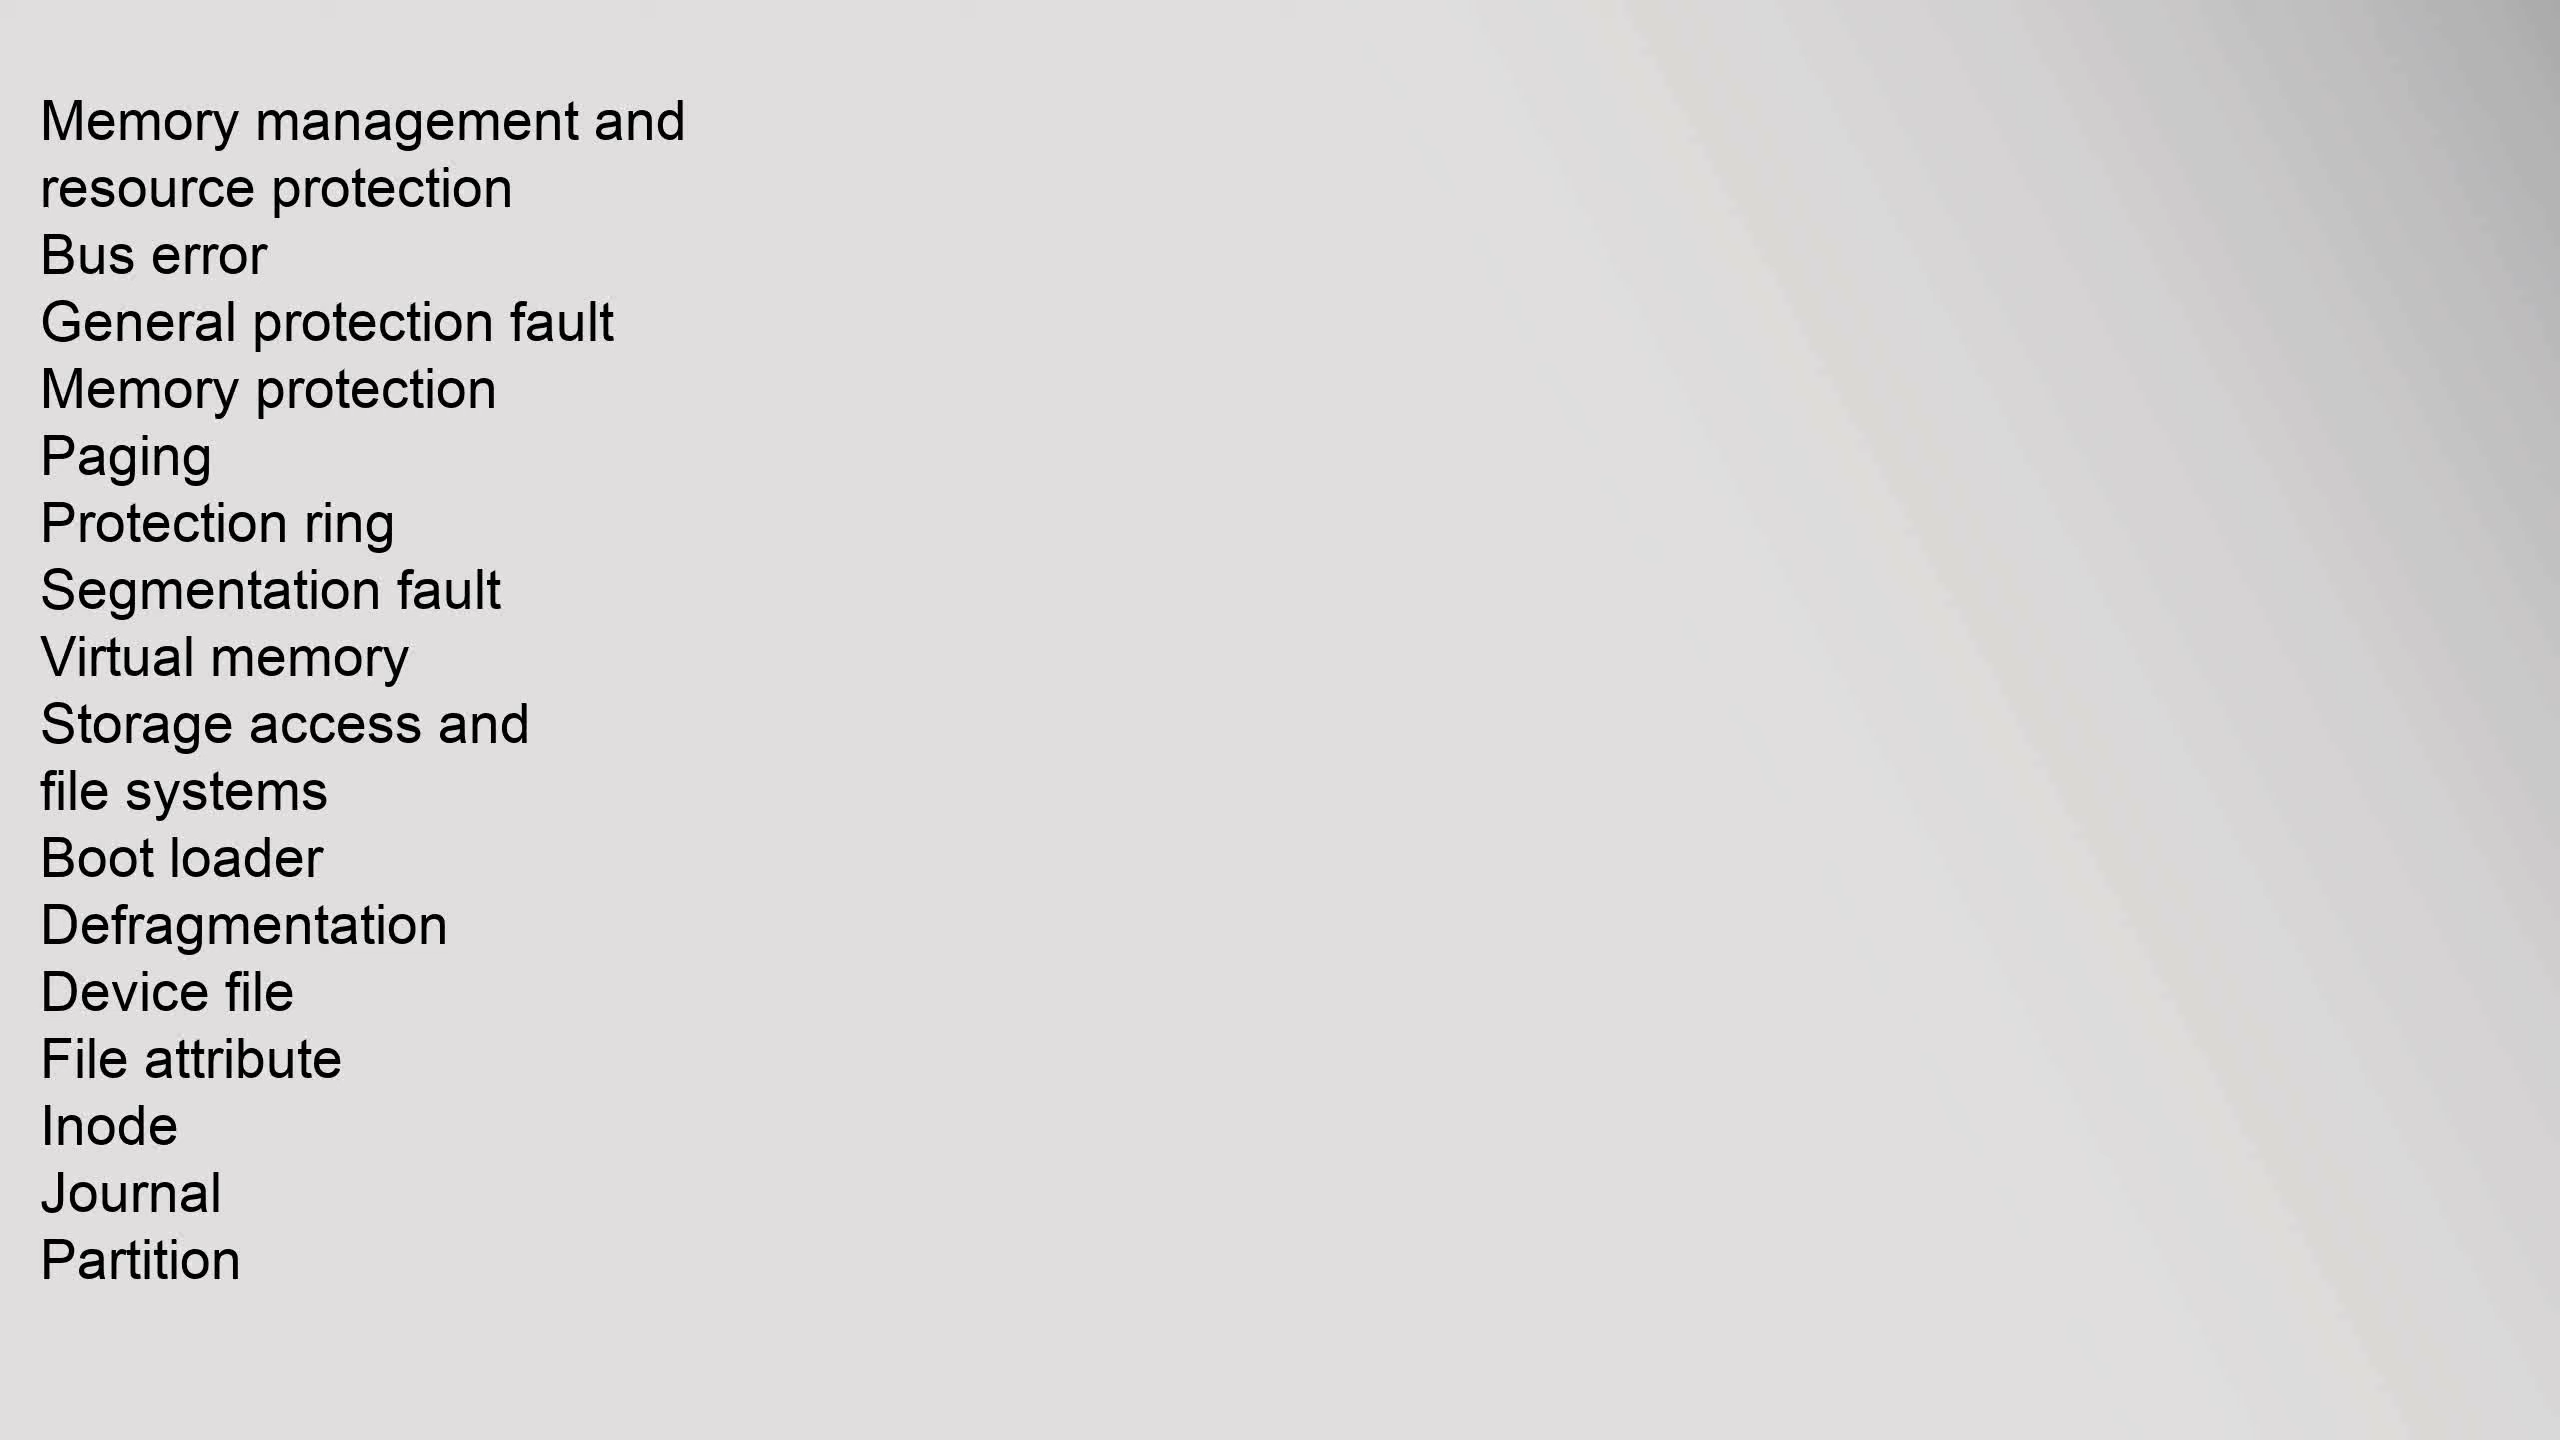 Memory management and
resource protection
Bus error
General protection fault
Memory protection
Paging
Protection ring
Segmentation fault
Virtual memory
Storage access and
file systems
Boot loader
Defragmentation
Device file
File attribute
Inode
Journal
Partition